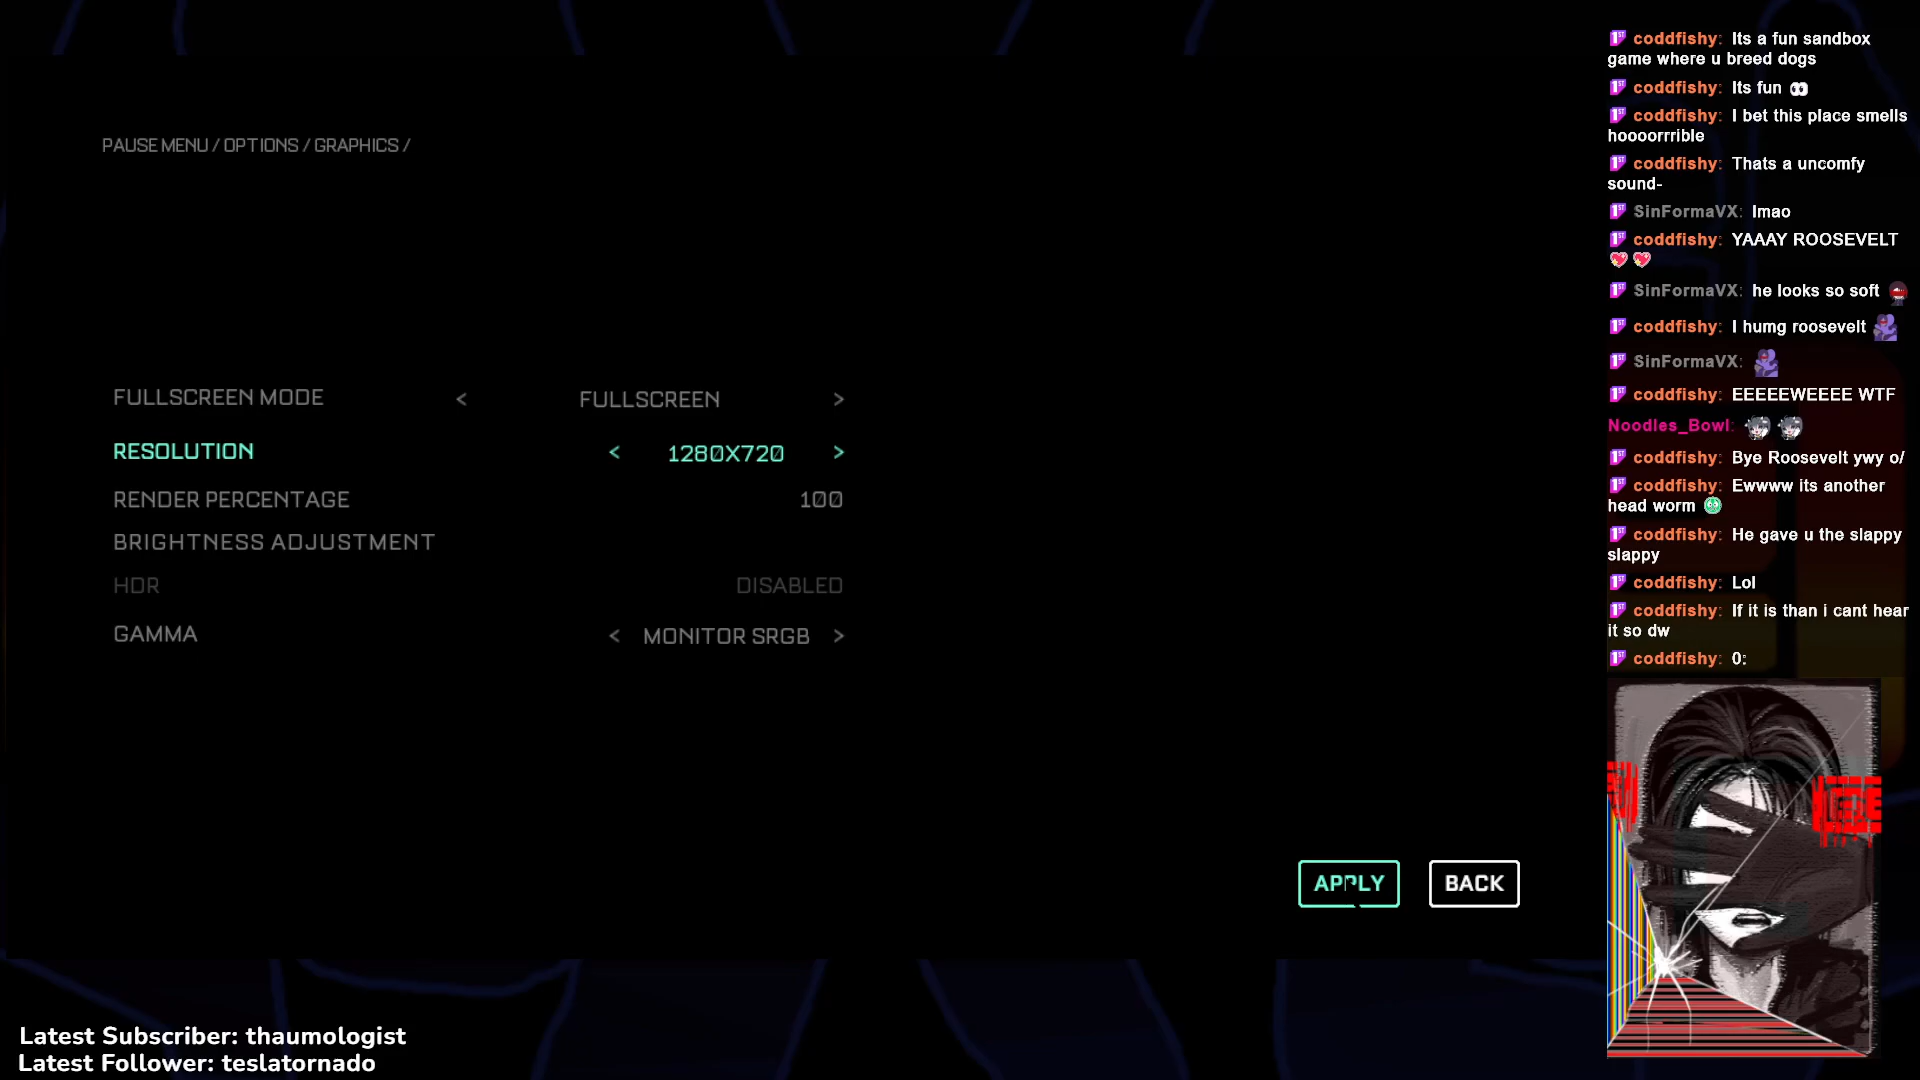 PAUSE MENU / OPTIONS / GRAPHICS /
FULLSCREEN MODE < FULLSCREEN >
RESOLUTION < 1280X720 >
RENDER PERCENTAGE 100
BRIGHTNESS ADJUSTMENT
HDR DISABLED
GAMMA < MONITOR SRGB >
APPLY BACK
Latest Subscriber: thaumologist
Latest Follower: teslatornado
coddfishy: Its a fun sandbox
game where u breed dogs
coddfishy: Its fun 👀
coddfishy: I bet this place smells
hoooorrrible
coddfishy: Thats a uncomfy
sound-
SinFormaVX: lmao
coddfishy: YAAAY ROOSEVELT
💖 💖
SinFormaVX: he looks so soft
coddfishy: I humg roosevelt
SinFormaVX:
coddfishy: EEEEEWEEEE WTF
Noodles_Bowl:
coddfishy: Bye Roosevelt ywy o/
coddfishy: Ewwww its another
head worm
coddfishy: He gave u the slappy
slappy
coddfishy: Lol
coddfishy: If it is than i cant hear
it so dw
coddfishy: 0: